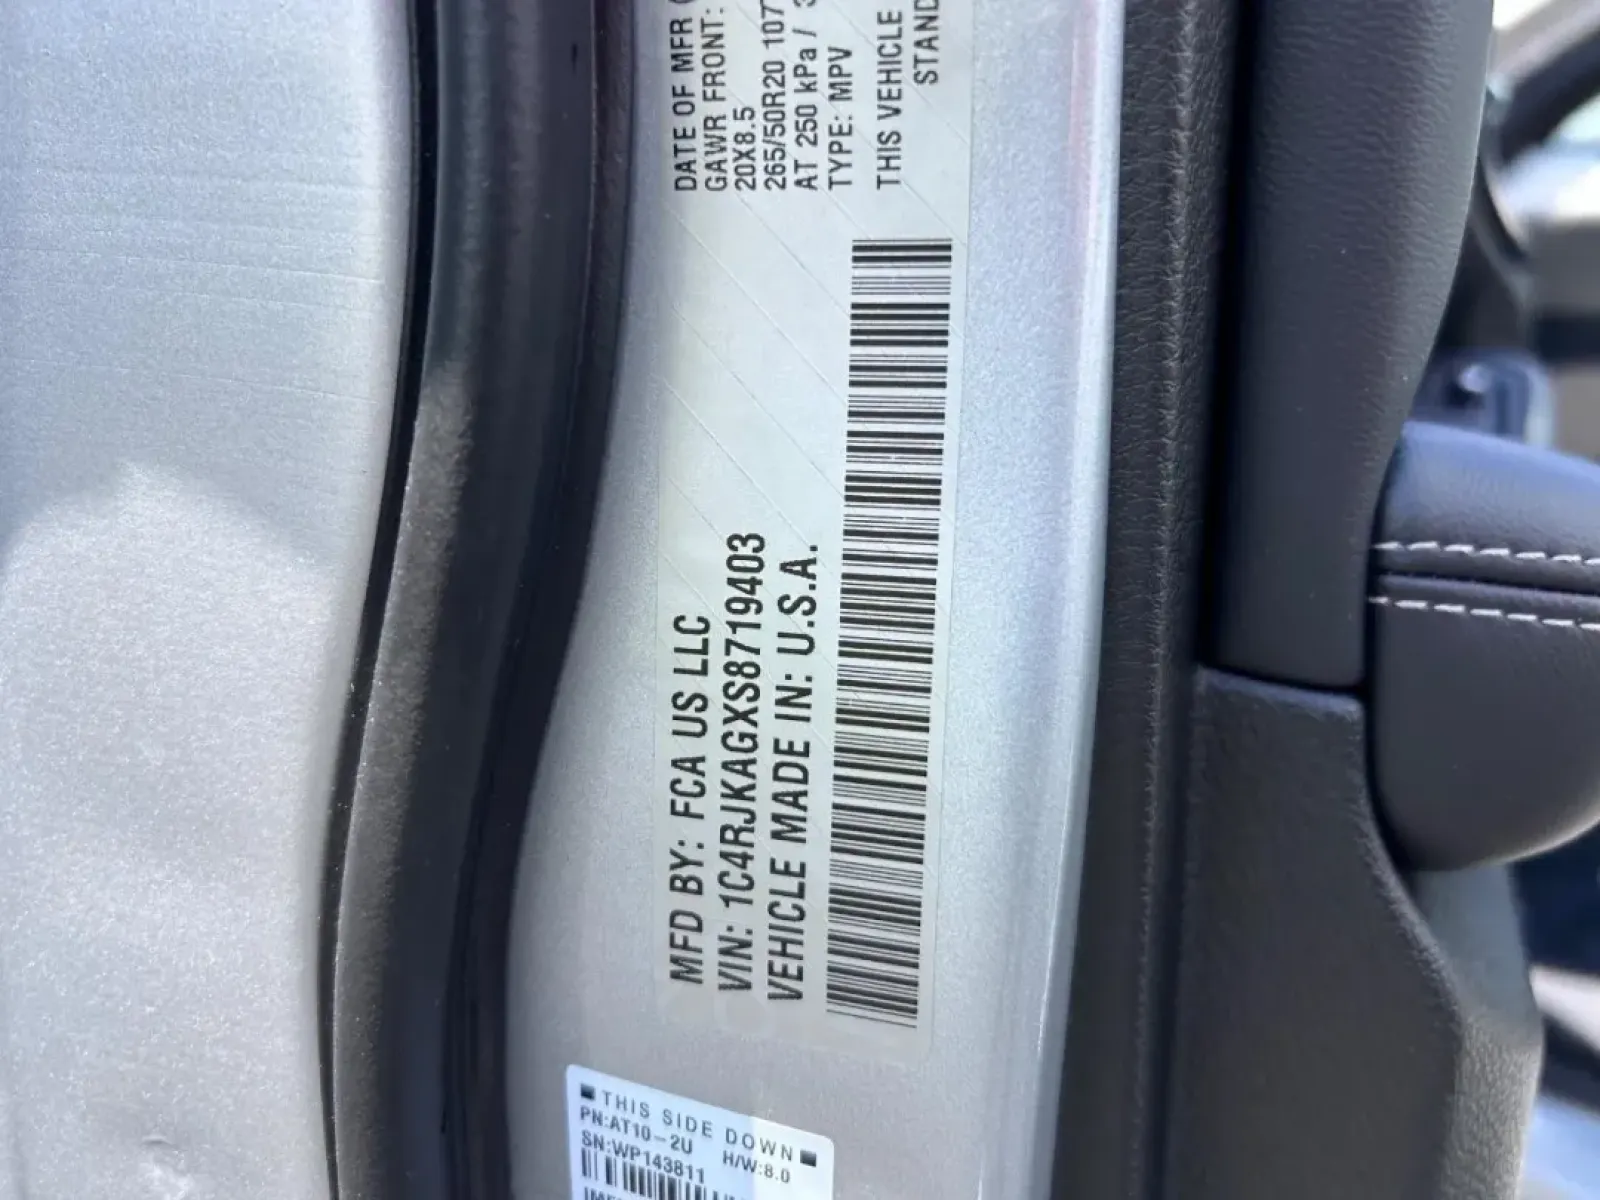 MFD BY: FCA US LLC
VIN: 1C4RJKAGXS8719403
VEHICLE MADE IN: U.S.A.
DATE OF MFR
GAWR FRONT:
20X8.5
265/50R20 107
AT 250 kPa /
TYPE: MPV
THIS VEHICLE
STAND
THIS SIDE DOWN
PN:AT10-2U
H/W:8.0
SN:WP143811